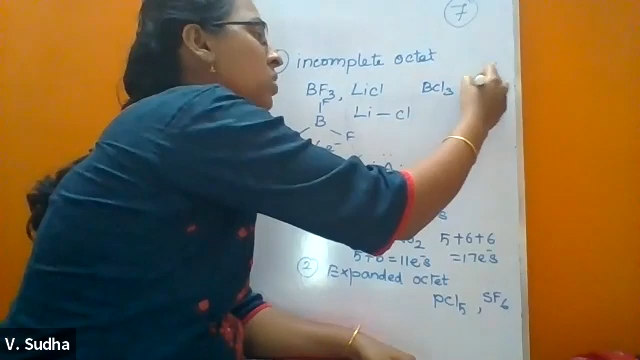 7
incomplete octet
BF3, LiCl BCl3
F
B Li - Cl
F
e-
s
2 5+6+6
5+6=11e-s =17e-s
2 Expanded octet
PCl5, SF6
V. Sudha